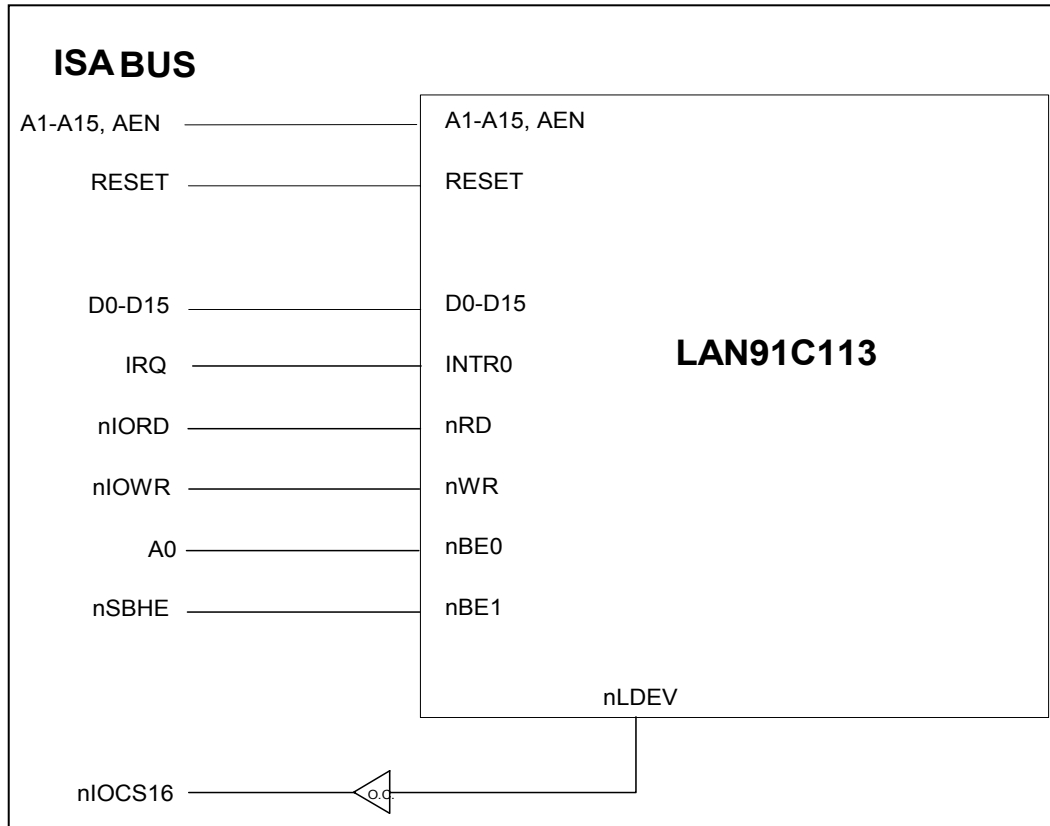 ISA BUS
A1-A15, AEN A1-A15, AEN
RESET RESET
D0-D15 D0-D15
LAN91C113
IRQ INTR0
nIORD nRD
nIOWR nWR
A0 nBE0
nSBHE nBE1
nLDEV
nIOCS16 O.C.